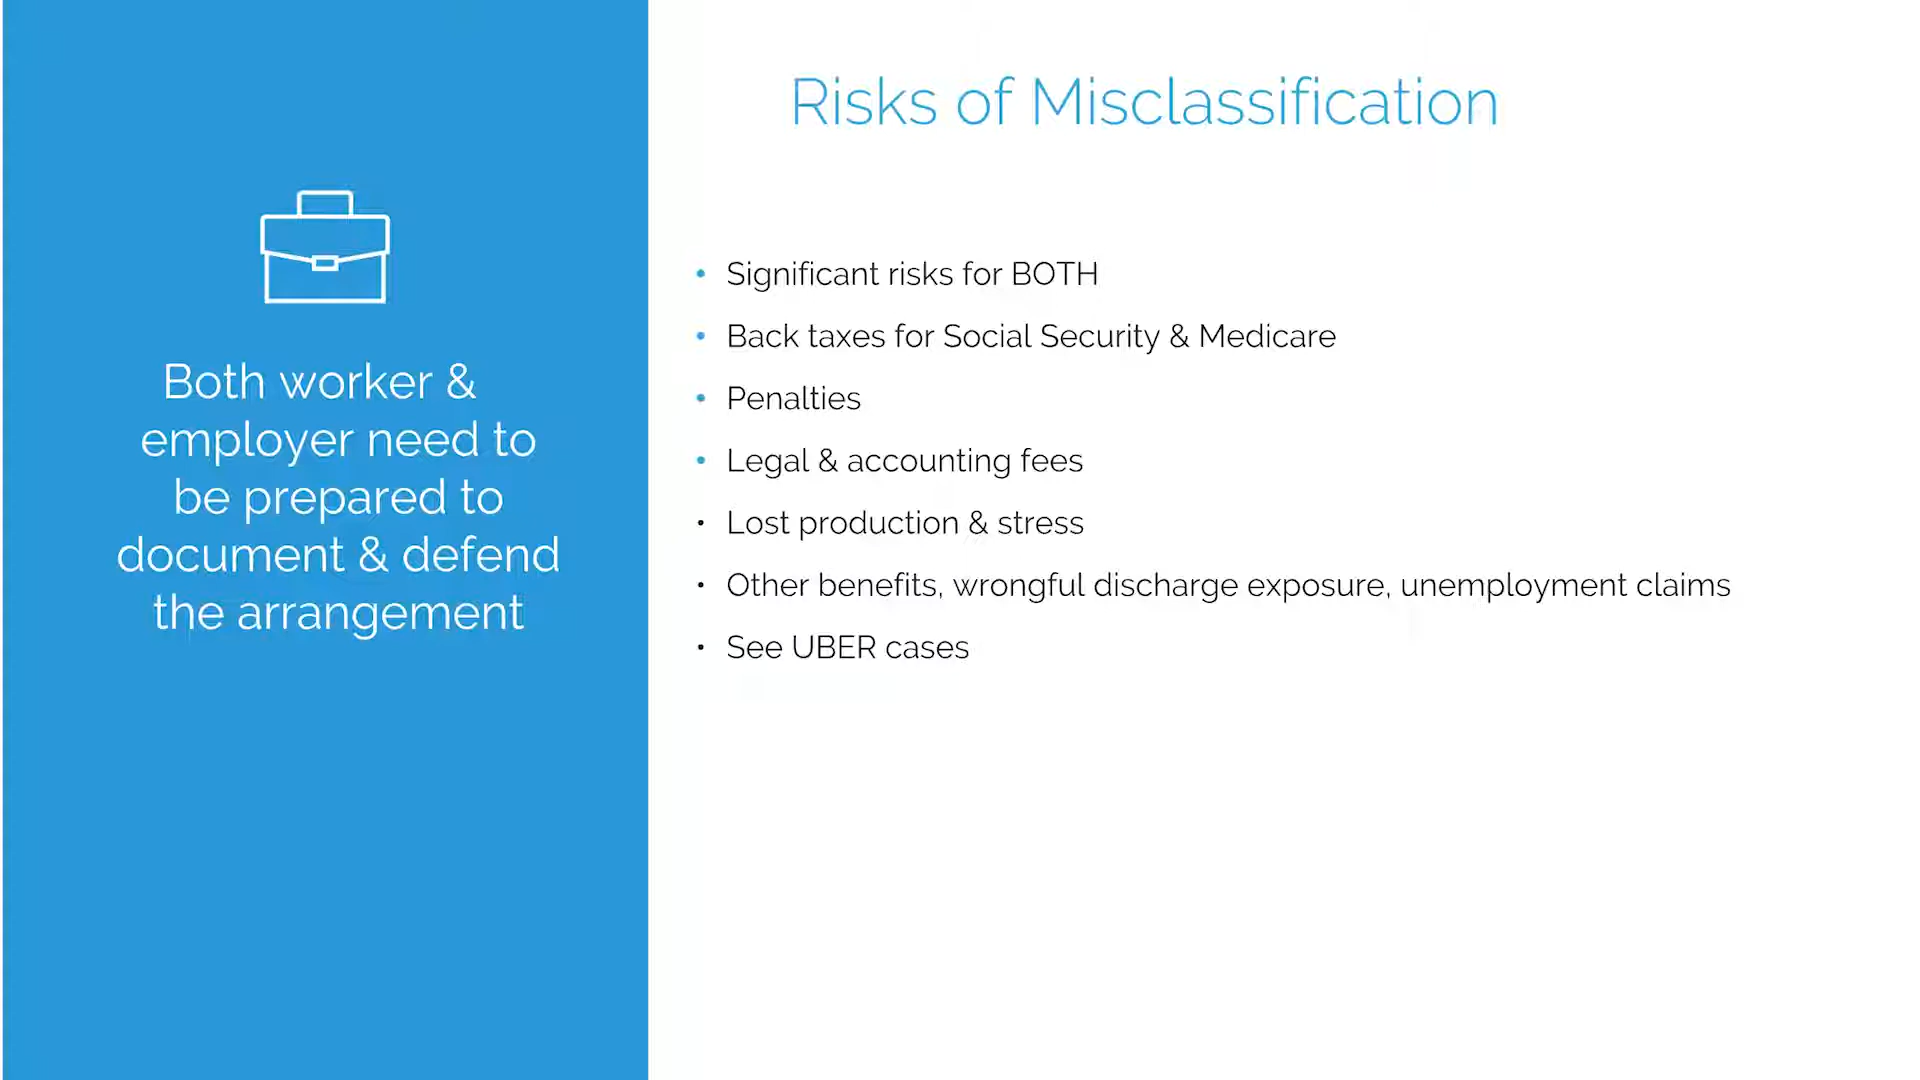 Both worker &
employer need to
be prepared to
document & defend
the arrangement
Risks of Misclassification
• Significant risks for BOTH
• Back taxes for Social Security & Medicare
• Penalties
• Legal & accounting fees
• Lost production & stress
• Other benefits, wrongful discharge exposure, unemployment claims
• See UBER cases